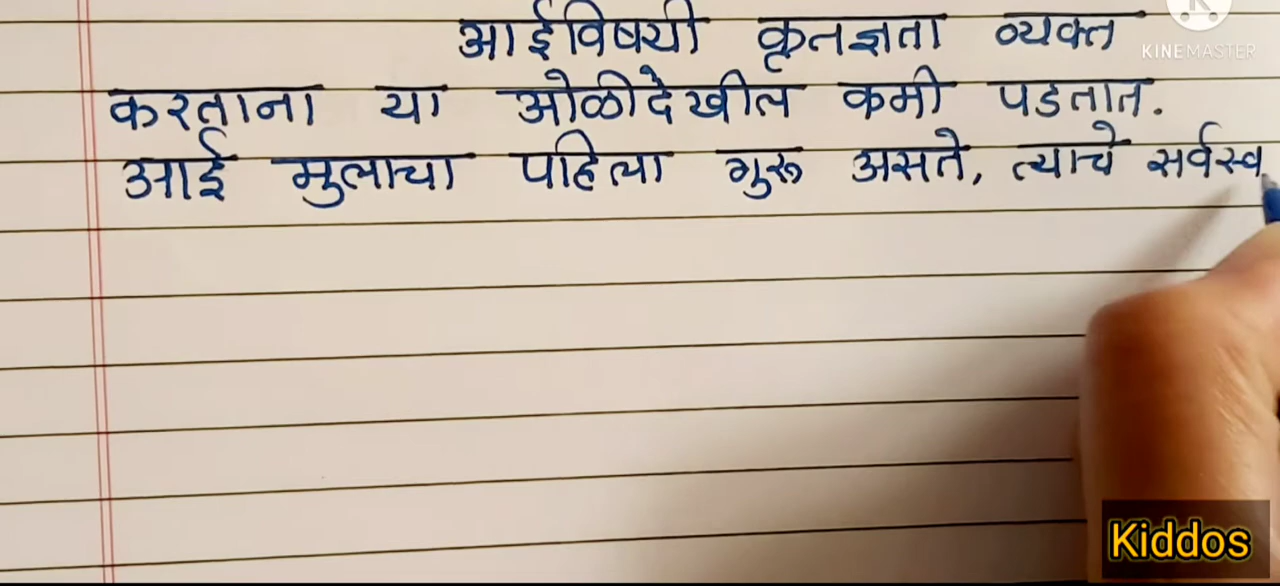 आईविषयी कृतज्ञता व्यक्त
करताना या ओळीदेखील कमी पडतात.
आई मुलाचा पहिला गुरू असते, त्याचे सर्वस्व
K
KINEMASTER
Kiddos